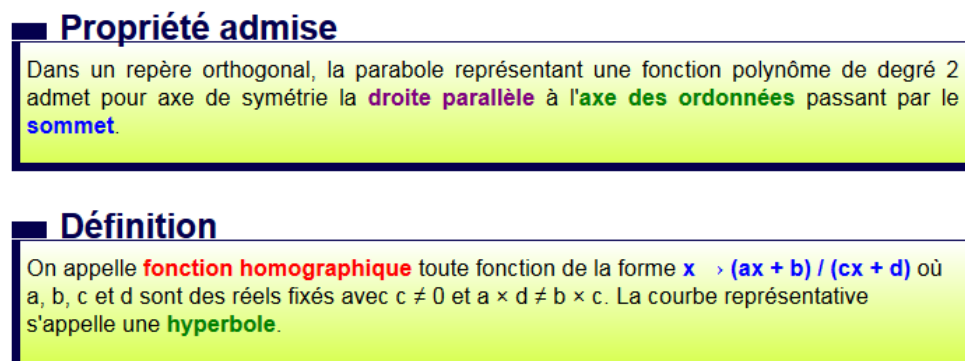 Propriété admise
Dans un repère orthogonal, la parabole représentant une fonction polynôme de degré 2
admet pour axe de symétrie la droite parallèle à l'axe des ordonnées passant par le
sommet.
Définition
On appelle fonction homographique toute fonction de la forme x → (ax + b) / (cx + d) où
a, b, c et d sont des réels fixés avec c ≠ 0 et a × d ≠ b × c. La courbe représentative
s'appelle une hyperbole.